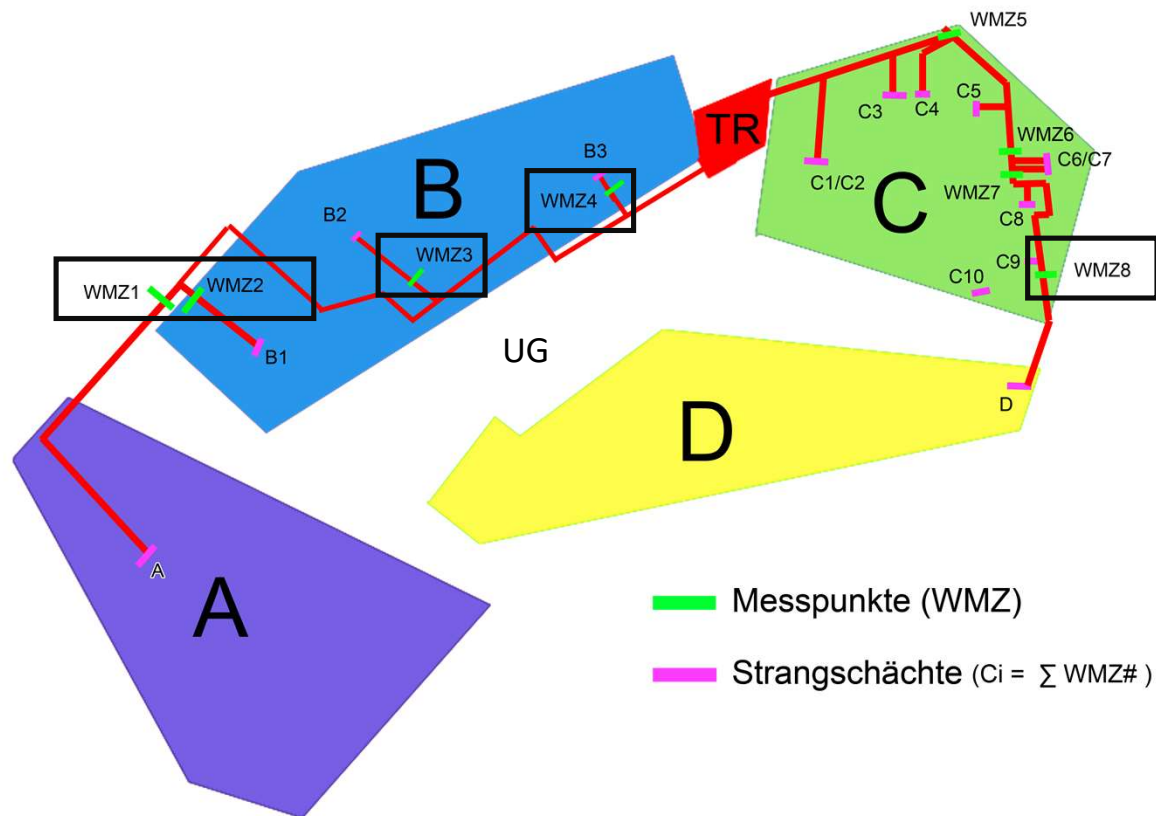 WMZ5
C3
C4
C5
TR
WMZ6
B3
C6/C7
B
C1/C2
WMZ7
WMZ4
C
C8
B2
WMZ3
C9
WMZ8
WMZ1
WMZ2
C10
B1
UG
D
D
A
A
Messpunkte (WMZ)
Strangschächte (Ci = ∑ WMZ# )